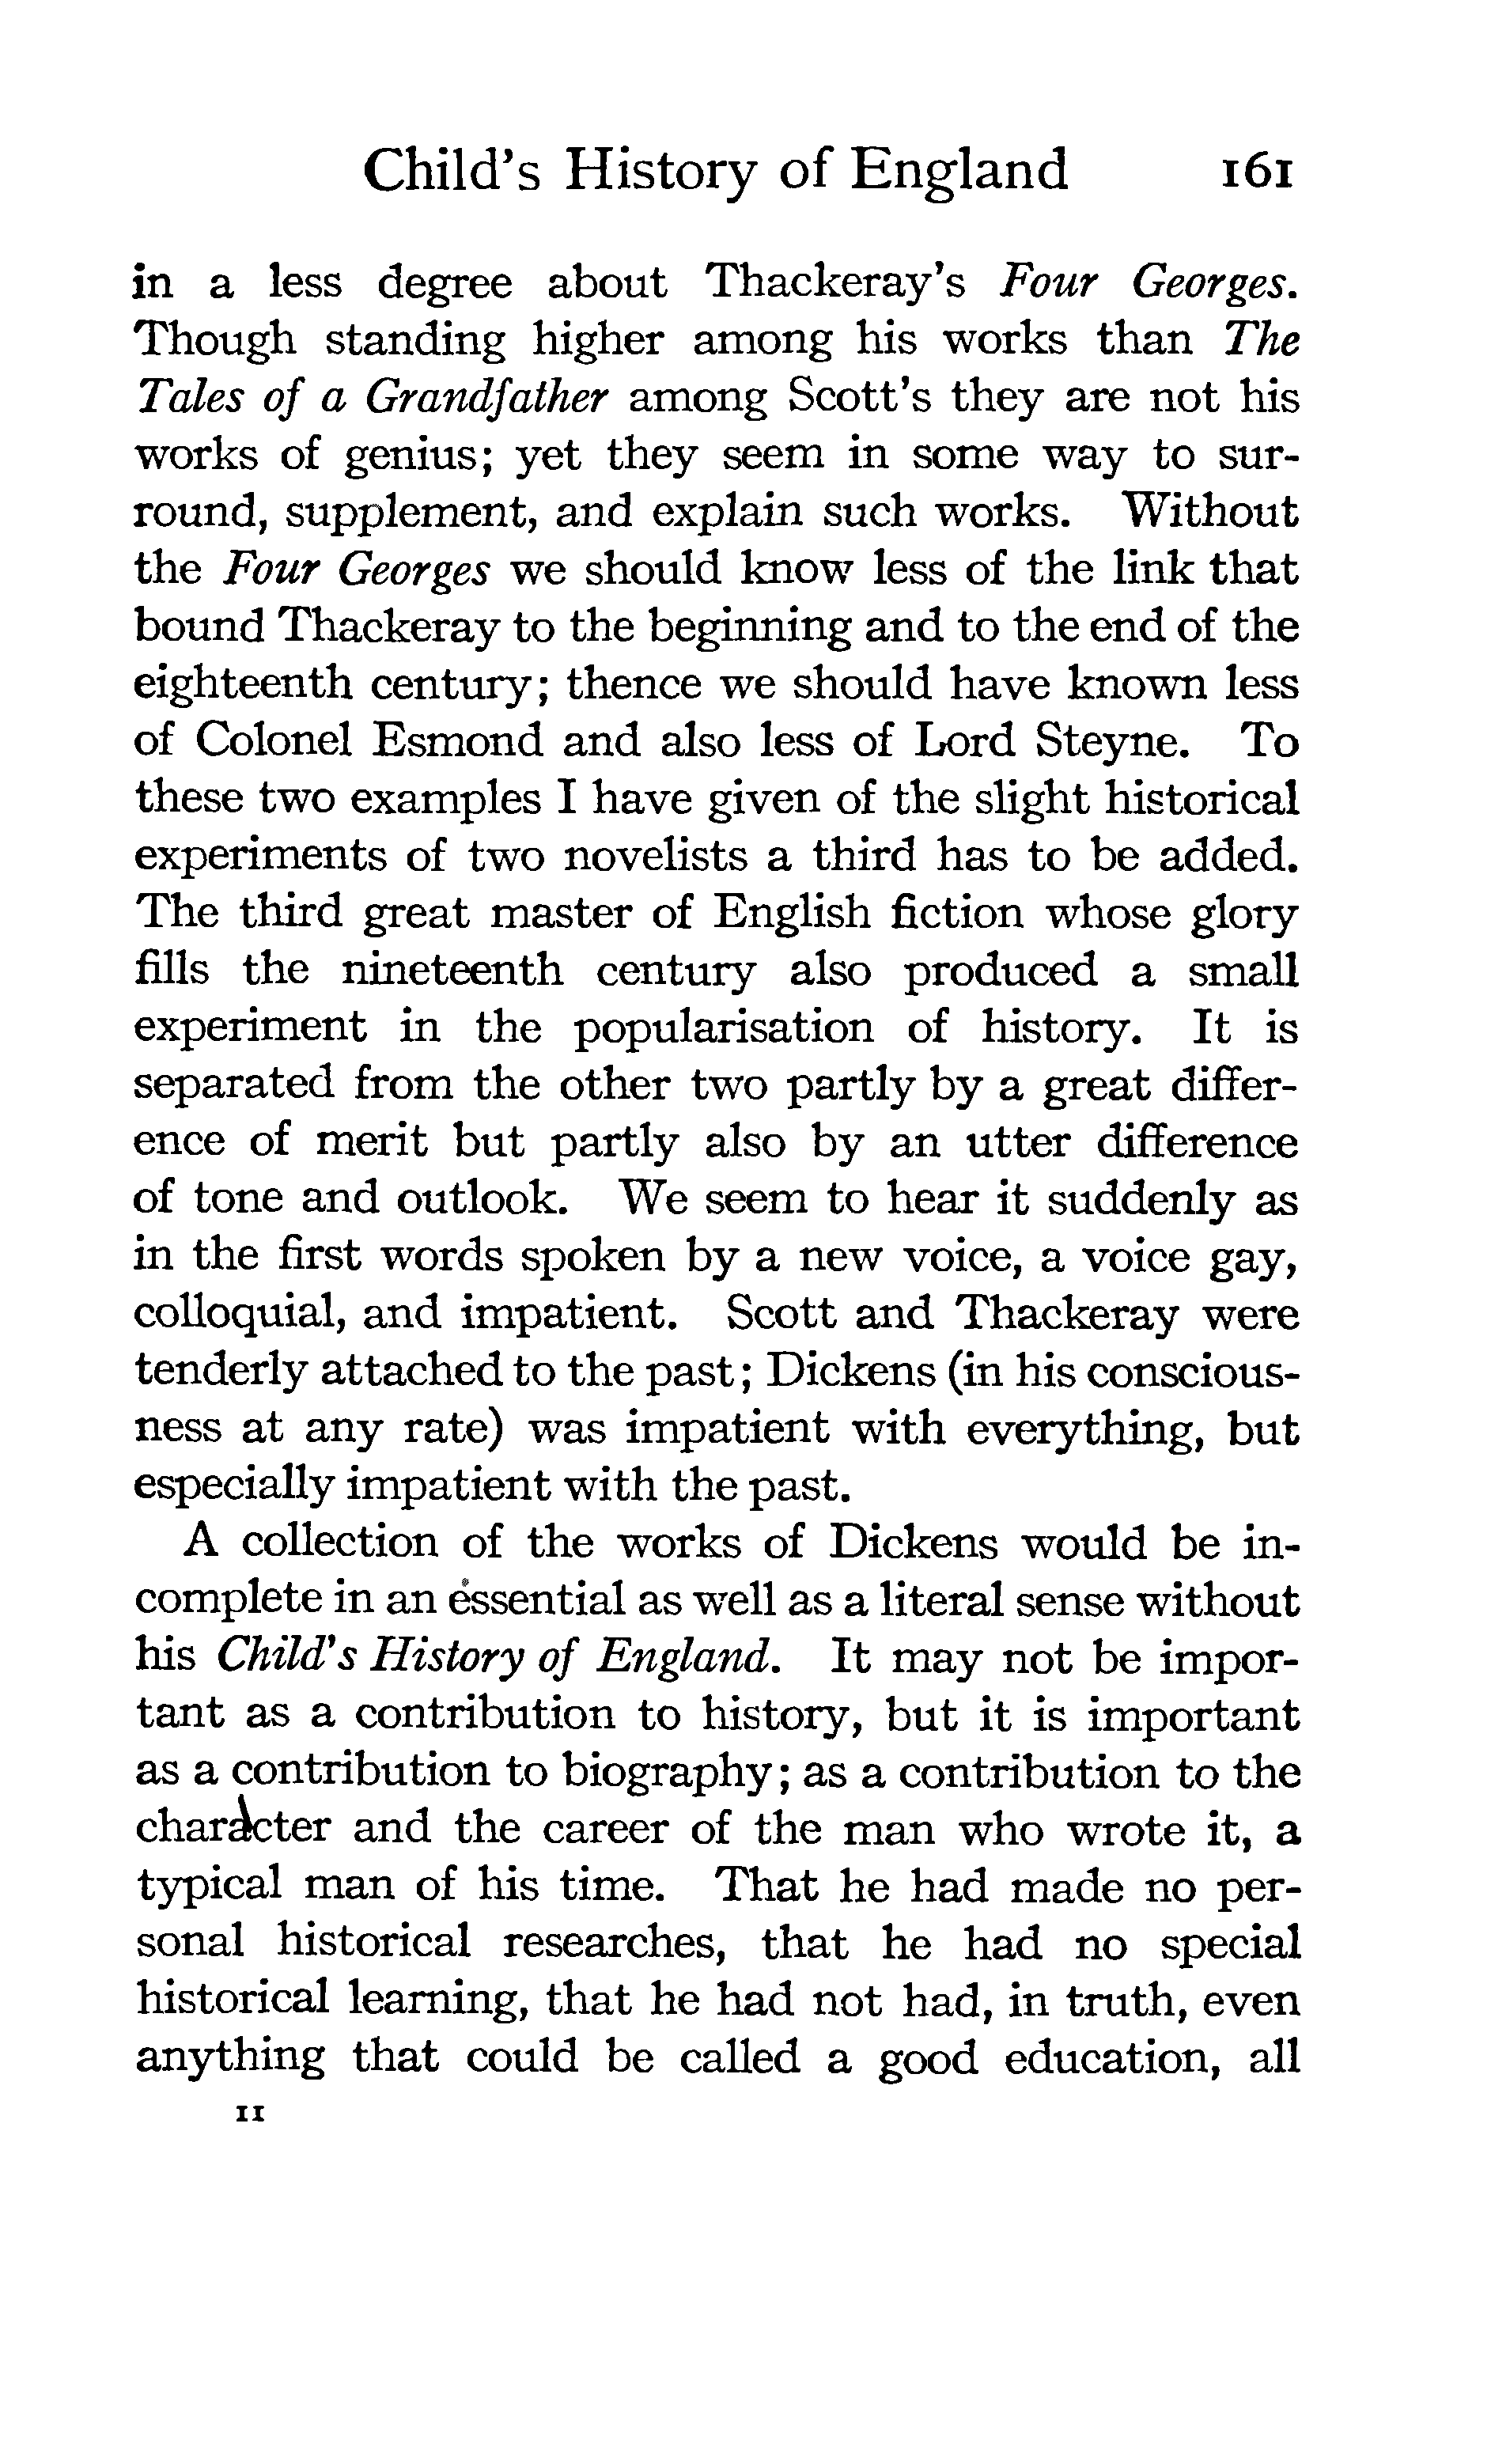 Child's History of England 161
in a less degree about Thackeray's Four Georges.
Though standing higher among his works than The
Tales of a Grandfather among Scott's they are not his
works of genius; yet they seem in some way to sur-
round, supplement, and explain such works. Without
the Four Georges we should know less of the link that
bound Thackeray to the beginning and to the end of the
eighteenth century; thence we should have known less
of Colonel Esmond and also less of Lord Steyne. To
these two examples I have given of the slight historical
experiments of two novelists a third has to be added.
The third great master of English fiction whose glory
fills the nineteenth century also produced a small
experiment in the popularisation of history. It is
separated from the other two partly by a great differ-
ence of merit but partly also by an utter difference
of tone and outlook. We seem to hear it suddenly as
in the first words spoken by a new voice, a voice gay,
colloquial, and impatient. Scott and Thackeray were
tenderly attached to the past; Dickens (in his conscious-
ness at any rate) was impatient with everything, but
especially impatient with the past.
A collection of the works of Dickens would be in-
complete in an essential as well as a literal sense without
his Child's History of England. It may not be impor-
tant as a contribution to history, but it is important
as a contribution to biography; as a contribution to the
character and the career of the man who wrote it, a
typical man of his time. That he had made no per-
sonal historical researches, that he had no special
historical learning, that he had not had, in truth, even
anything that could be called a good education, all
11